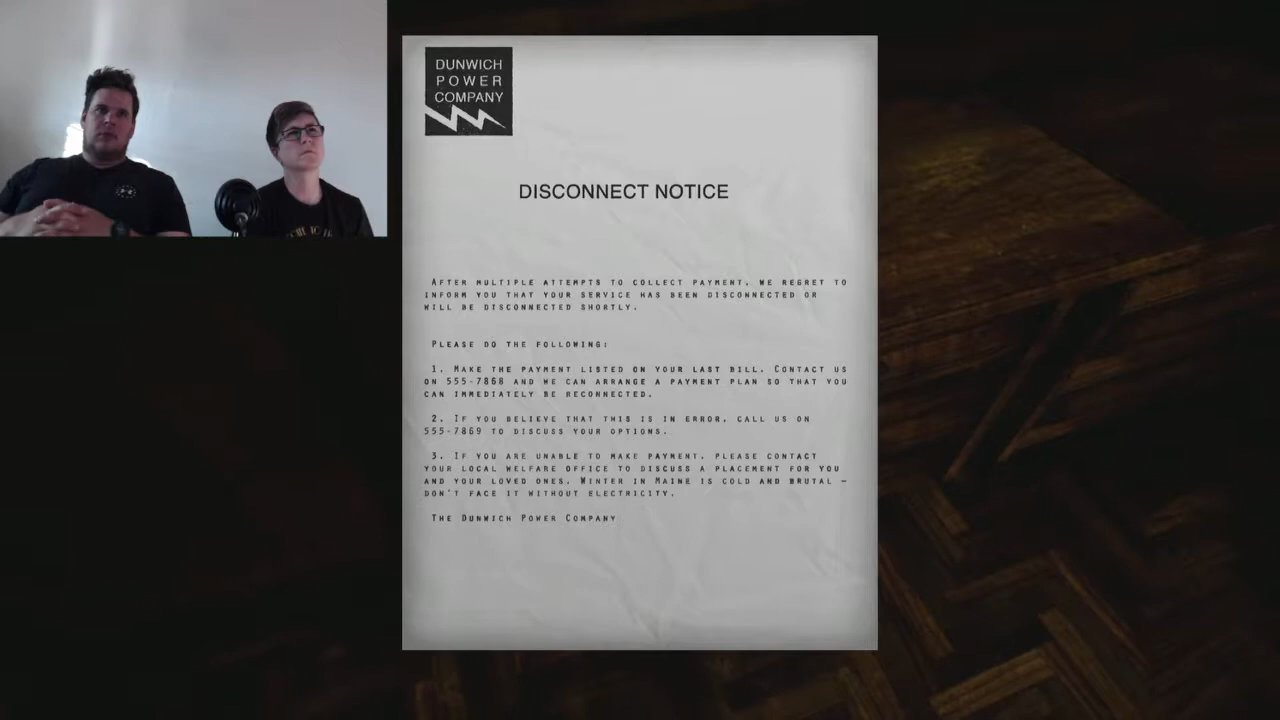 DUNWICH
POWER
COMPANY
DISCONNECT NOTICE
AFTER MULTIPLE ATTEMPTS TO COLLECT PAYMENT, WE REGRET TO
INFORM YOU THAT YOUR SERVICE HAS BEEN DISCONNECTED OR
WILL BE DISCONNECTED SHORTLY.
PLEASE DO THE FOLLOWING:
1. MAKE THE PAYMENT LISTED ON YOUR LAST BILL. CONTACT US
ON 555-7868 AND WE CAN ARRANGE A PAYMENT PLAN SO THAT YOU
CAN IMMEDIATELY BE RECONNECTED.
2. IF YOU BELIEVE THAT THIS IS IN ERROR, CALL US ON
555-7869 TO DISCUSS YOUR OPTIONS.
3. IF YOU ARE UNABLE TO MAKE PAYMENT, PLEASE CONTACT
YOUR LOCAL WELFARE OFFICE TO DISCUSS A PLACEMENT FOR YOU
AND YOUR LOVED ONES. WINTER IN MAINE IS COLD AND BRUTAL –
DON'T FACE IT WITHOUT ELECTRICITY.
THE DUNWICH POWER COMPANY